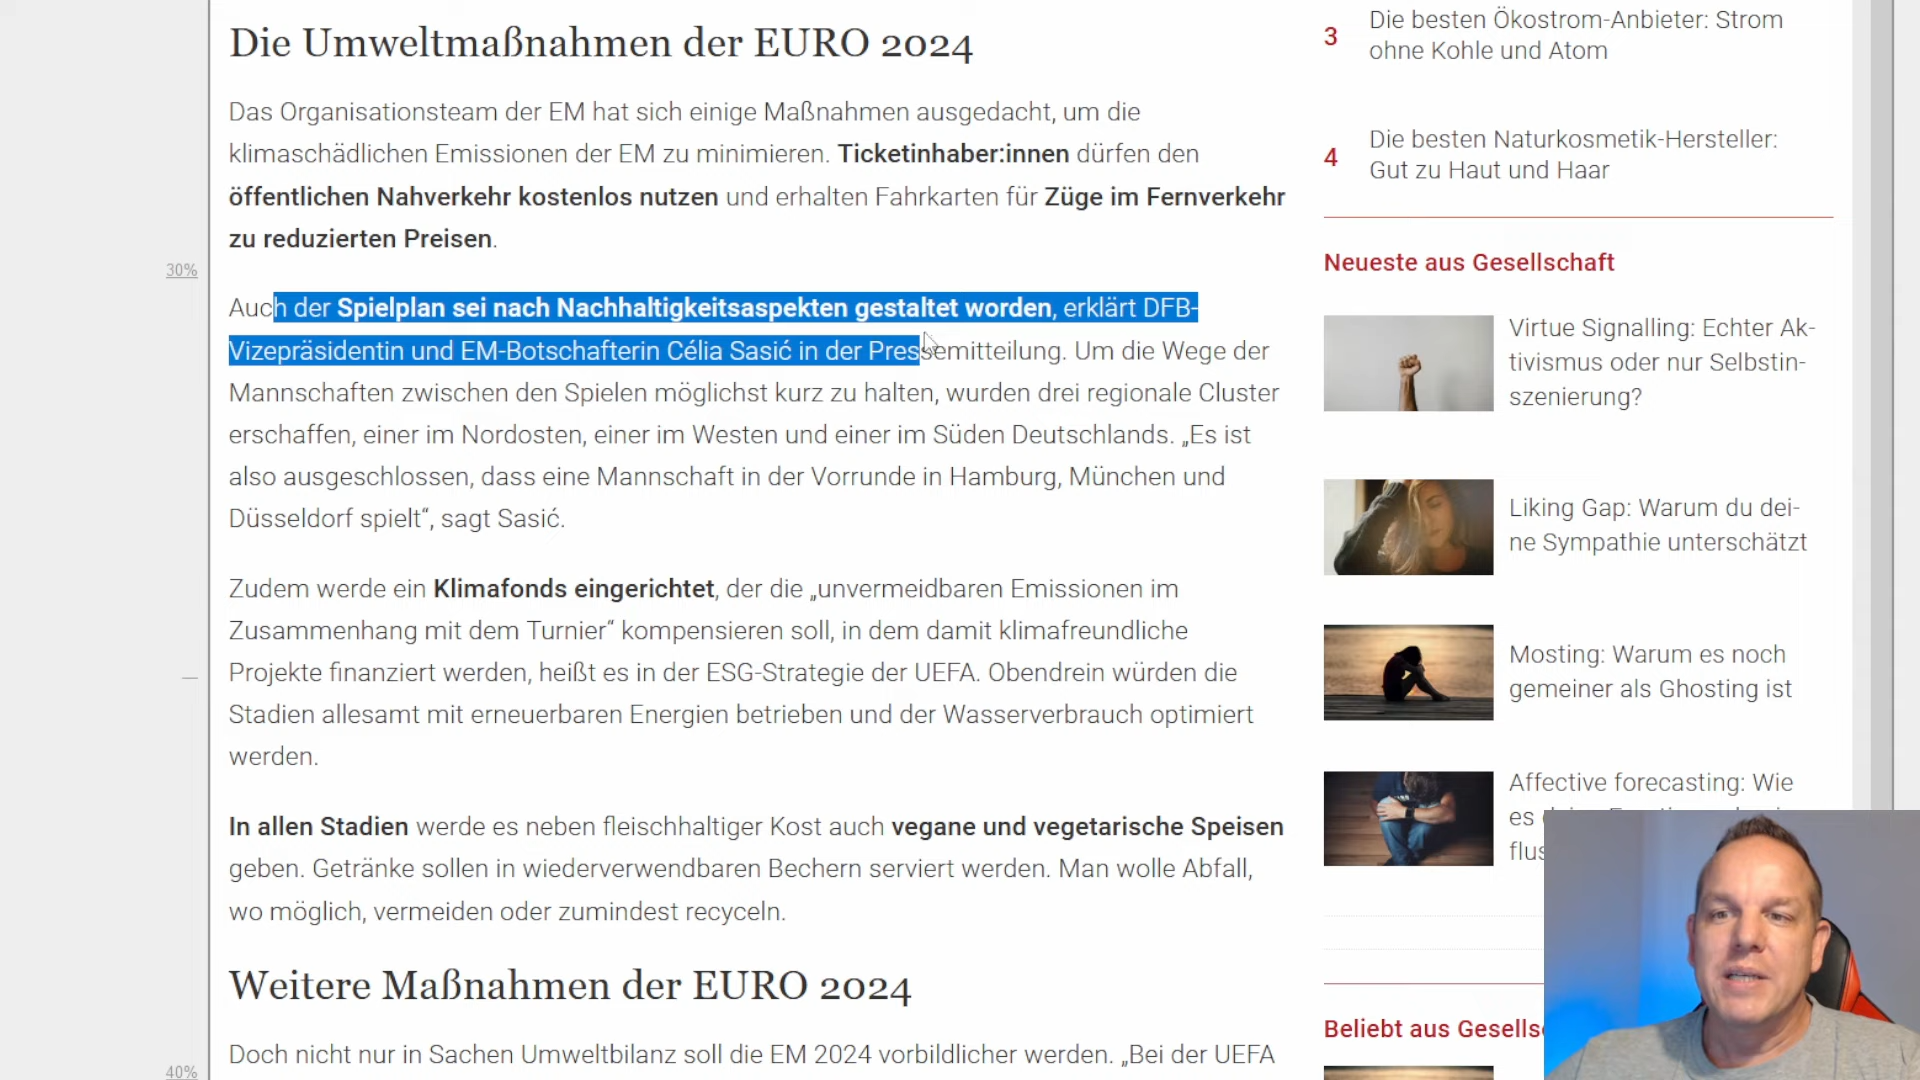 Die Umweltmaßnahmen der EURO 2024
Das Organisationsteam der EM hat sich einige Maßnahmen ausgedacht, um die
klimaschädlichen Emissionen der EM zu minimieren. Ticketinhaber:innen dürfen den
öffentlichen Nahverkehr kostenlos nutzen und erhalten Fahrkarten für Züge im Fernverkehr
zu reduzierten Preisen.
30%
Auch der Spielplan sei nach Nachhaltigkeitsaspekten gestaltet worden, erklärt DFB-
Vizepräsidentin und EM-Botschafterin Célia Sasić in der Pressemitteilung. Um die Wege der
Mannschaften zwischen den Spielen möglichst kurz zu halten, wurden drei regionale Cluster
erschaffen, einer im Nordosten, einer im Westen und einer im Süden Deutschlands. „Es ist
also ausgeschlossen, dass eine Mannschaft in der Vorrunde in Hamburg, München und
Düsseldorf spielt“, sagt Sasić.
Zudem werde ein Klimafonds eingerichtet, der die „unvermeidbaren Emissionen im
Zusammenhang mit dem Turnier“ kompensieren soll, in dem damit klimafreundliche
Projekte finanziert werden, heißt es in der ESG-Strategie der UEFA. Obendrein würden die
Stadien allesamt mit erneuerbaren Energien betrieben und der Wasserverbrauch optimiert
werden.
In allen Stadien werde es neben fleischhaltiger Kost auch vegane und vegetarische Speisen
geben. Getränke sollen in wiederverwendbaren Bechern serviert werden. Man wolle Abfall,
wo möglich, vermeiden oder zumindest recyceln.
Weitere Maßnahmen der EURO 2024
Doch nicht nur in Sachen Umweltbilanz soll die EM 2024 vorbildlicher werden. „Bei der UEFA
40%
3
Die besten Ökostrom-Anbieter: Strom
ohne Kohle und Atom
4
Die besten Naturkosmetik-Hersteller:
Gut zu Haut und Haar
Neueste aus Gesellschaft
Virtue Signalling: Echter Ak-
tivismus oder nur Selbstin-
szenierung?
Liking Gap: Warum du dei-
ne Sympathie unterschätzt
Mosting: Warum es noch
gemeiner als Ghosting ist
Affective forecasting: Wie
es
Beliebt aus